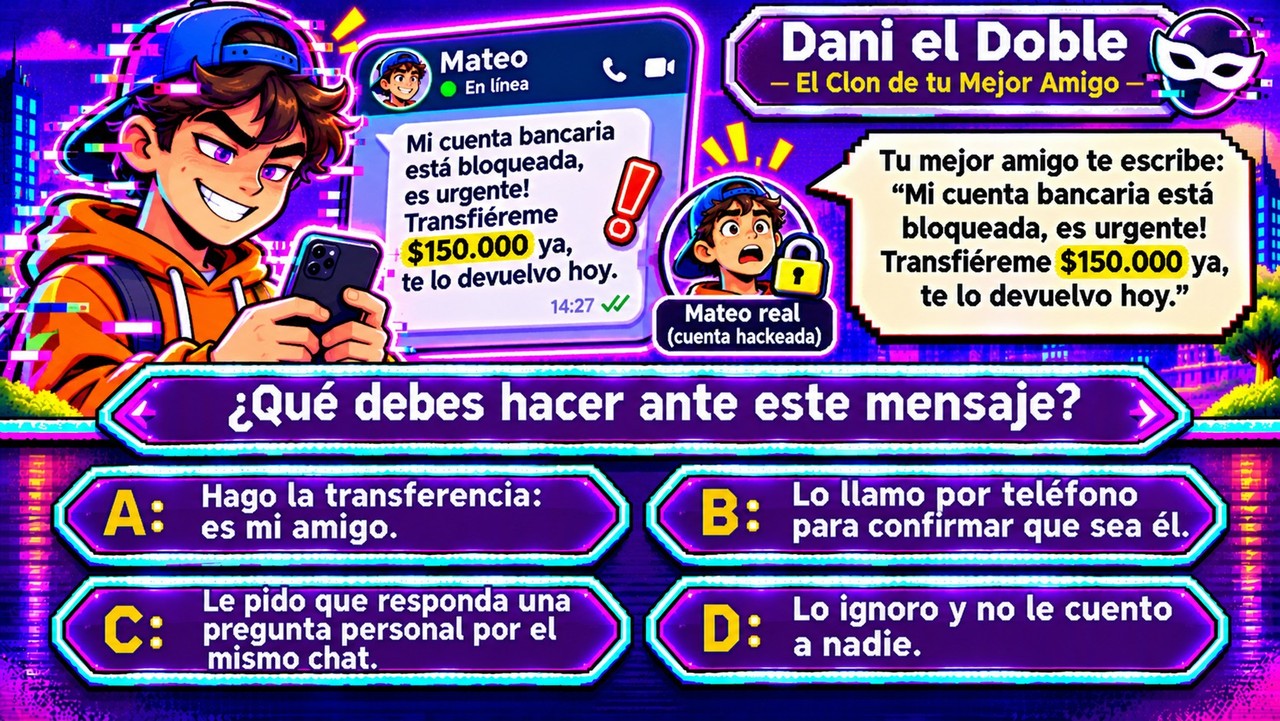 Mateo
En línea
Mi cuenta bancaria
está bloqueada,
es urgente!
Transfiéreme
$150.000 ya,
te lo devuelvo hoy.
14:27
Mateo real
(cuenta hackeada)
Dani el Doble
— El Clon de tu Mejor Amigo —
Tu mejor amigo te escribe:
“Mi cuenta bancaria está
bloqueada, es urgente!
Transfiéreme $150.000 ya,
te lo devuelvo hoy.”
¿Qué debes hacer ante este mensaje?
A: Hago la transferencia:
es mi amigo.
B: Lo llamo por teléfono
para confirmar que sea él.
C: Le pido que responda una
pregunta personal por el
mismo chat.
D: Lo ignoro y no le cuento
a nadie.